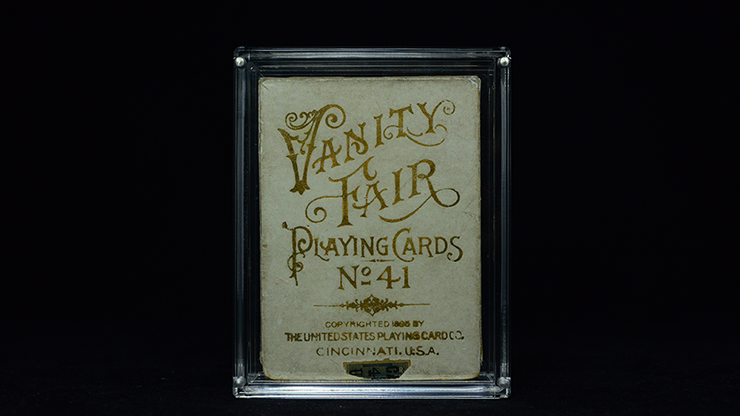 VANITY
FAIR
PLAYING CARDS
No 41
COPYRIGHTED 1895 BY
THE UNITED STATES PLAYING CARD CO.
CINCINNATI, U.S.A.